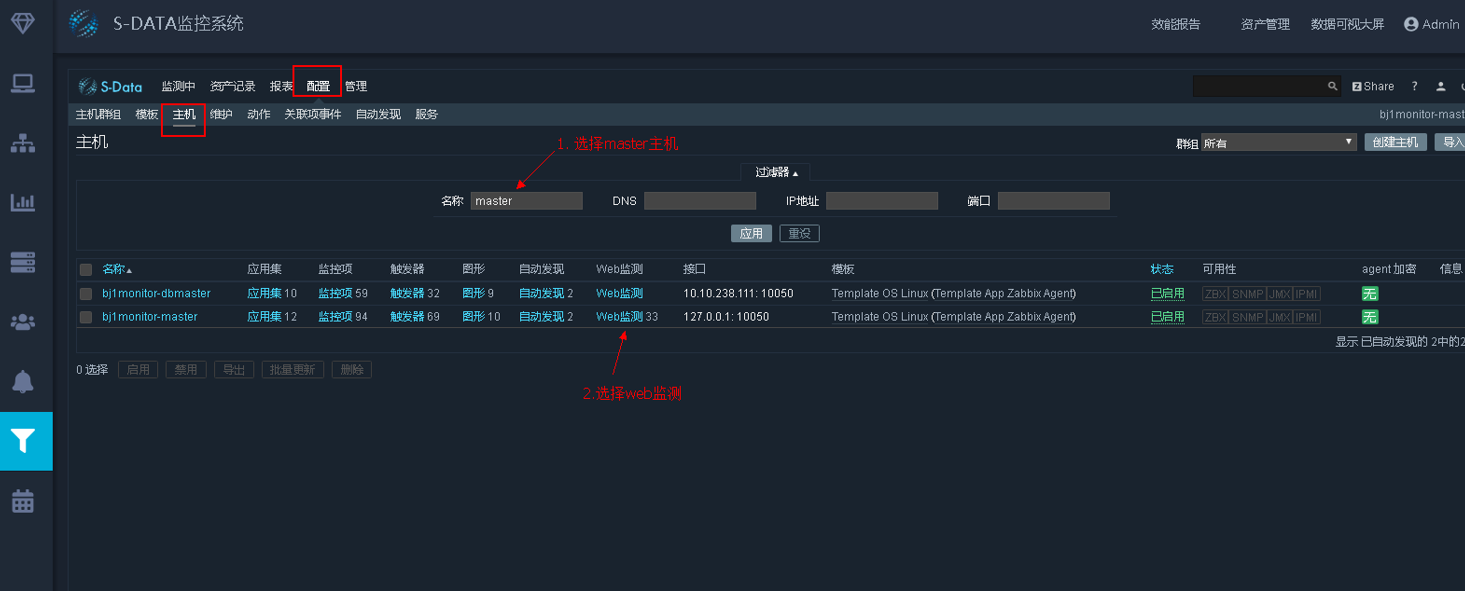 S-DATA监控系统 效能报告 资产管理 数据可视大屏 Admin
S-Data 监测中 资产记录 报表 配置 管理 Share ?
主机群组 模板 主机 维护 动作 关联项事件 自动发现 服务 bj1monitor-mast
主机 群组 所有 创建主机 导入
1. 选择master主机
过滤器
名称 master DNS IP地址 端口
应用 重设
名称 应用集 监控项 触发器 图形 自动发现 Web监测 接口 模板 状态 可用性 agent 加密 信息
bj1monitor-dbmaster 应用集 10 监控项 59 触发器 32 图形 9 自动发现 2 Web监测 10.10.238.111: 10050 Template OS Linux (Template App Zabbix Agent) 已启用 ZBX SNMP JMX IPMI 无
bj1monitor-master 应用集 12 监控项 94 触发器 69 图形 10 自动发现 2 Web监测 33 127.0.0.1: 10050 Template OS Linux (Template App Zabbix Agent) 已启用 ZBX SNMP JMX IPMI 无
显示 已自动发现的 2中的2
0 选择 启用 禁用 导出 批量更新 删除
2.选择web监测